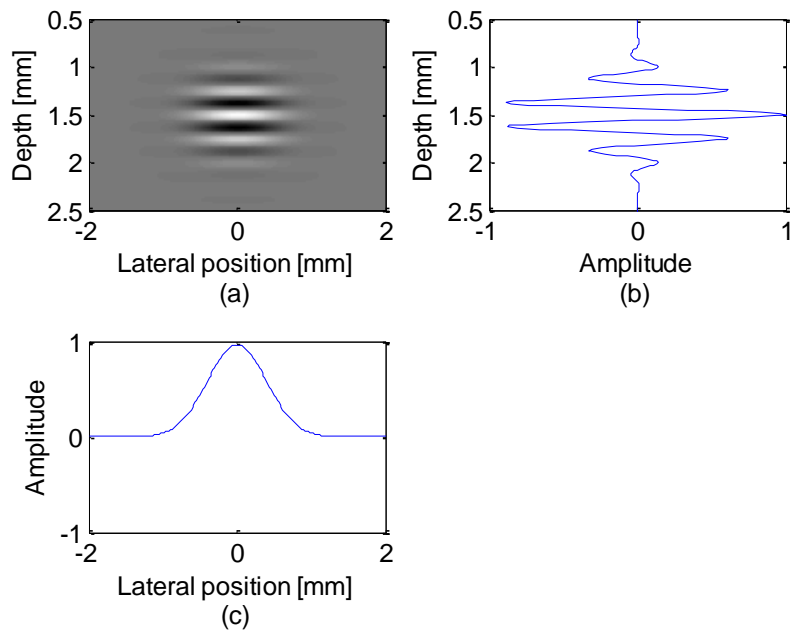 0.5
1
1.5
2
2.5
Depth [mm]
-2 0 2
Lateral position [mm]
(a)
0.5
1
1.5
2
2.5
Depth [mm]
-1 0 1
Amplitude
(b)
1
0
-1
Amplitude
-2 0 2
Lateral position [mm]
(c)